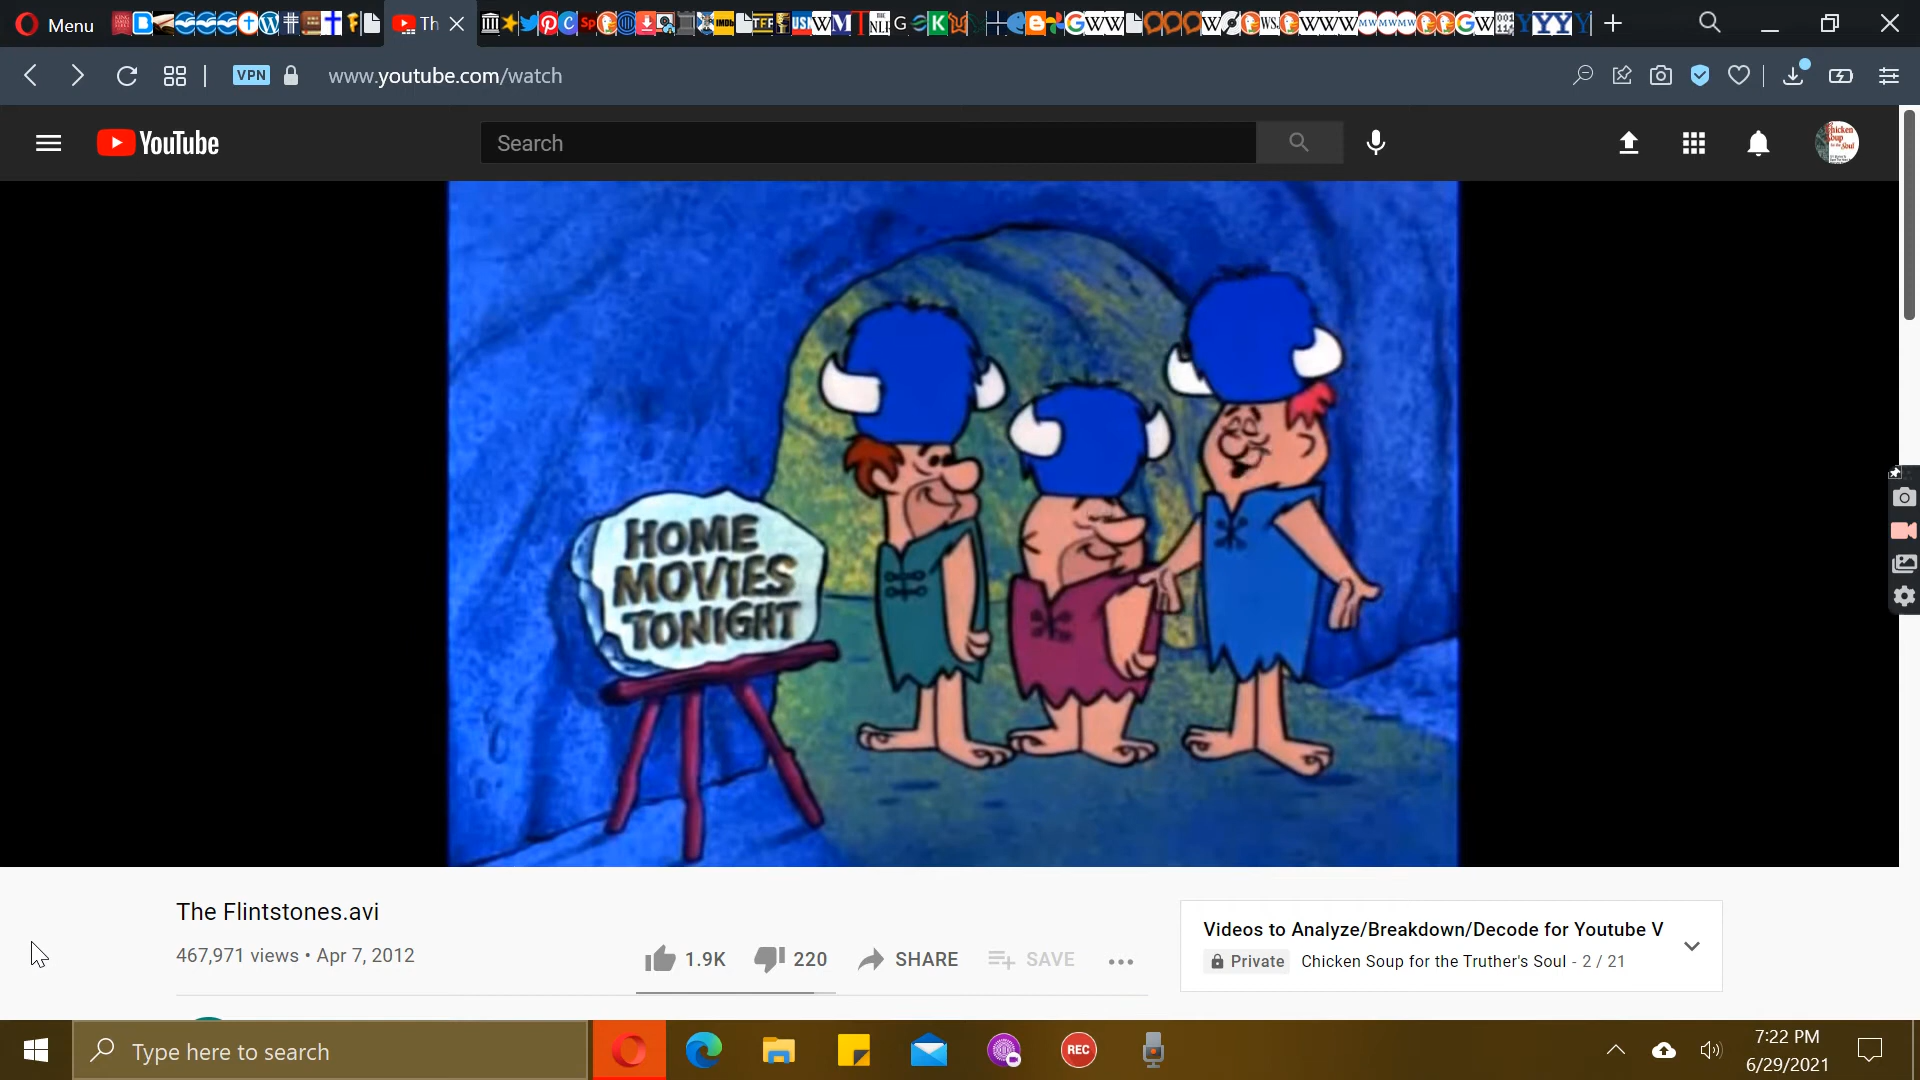 Menu
Th
VPN
www.youtube.com/watch
YouTube
Search
HOME
MOVIES
TONIGHT
The Flintstones.avi
467,971 views • Apr 7, 2012
1.9K
220
SHARE
SAVE
Videos to Analyze/Breakdown/Decode for Youtube V
Private
Chicken Soup for the Truther's Soul - 2 / 21
Type here to search
REC
7:22 PM
6/29/2021